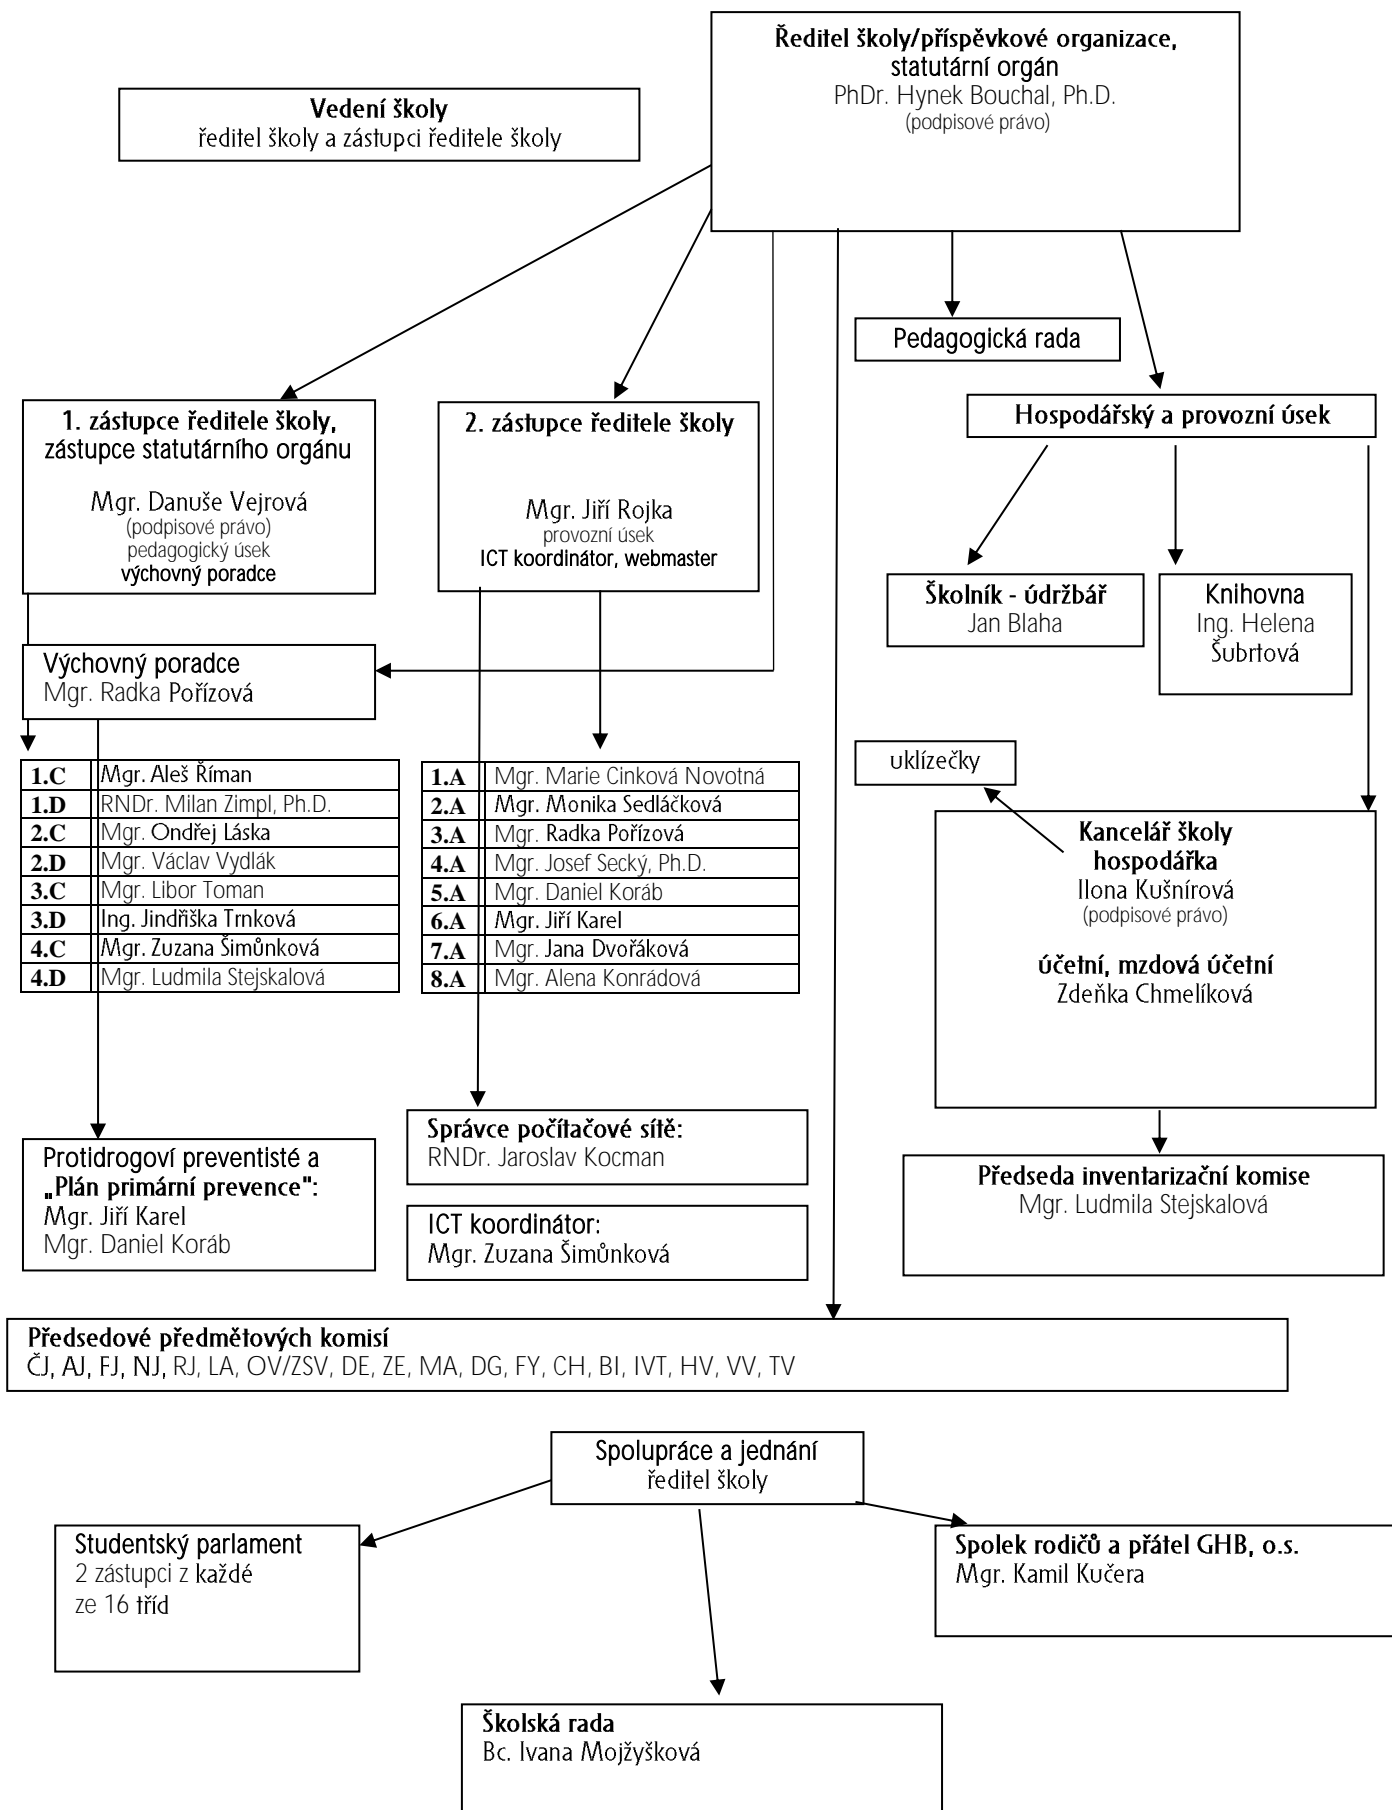 Ředitel školy/příspěvkové organizace,
statutární orgán
PhDr. Hynek Bouchal, Ph.D.
(podpisové právo)
Vedení školy
ředitel školy a zástupci ředitele školy
Pedagogická rada
1. zástupce ředitele školy,
zástupce statutárního orgánu
Mgr. Danuše Vejrová
(podpisové právo)
pedagogický úsek
výchovný poradce
2. zástupce ředitele školy
Mgr. Jiří Rojka
provozní úsek
ICT koordinátor, webmaster
Hospodářský a provozní úsek
Školník - údržbář
Jan Blaha
Knihovna
Ing. Helena
Šubrtová
Výchovný poradce
Mgr. Radka Pořízová
1.C Mgr. Aleš Říman
1.D RNDr. Milan Zimpl, Ph.D.
2.C Mgr. Ondřej Láska
2.D Mgr. Václav Vydlák
3.C Mgr. Libor Toman
3.D Ing. Jindřiška Trnková
4.C Mgr. Zuzana Šimůnková
4.D Mgr. Ludmila Stejskalová
1.A Mgr. Marie Cinková Novotná
2.A Mgr. Monika Sedláčková
3.A Mgr. Radka Pořízová
4.A Mgr. Josef Secký, Ph.D.
5.A Mgr. Daniel Koráb
6.A Mgr. Jiří Karel
7.A Mgr. Jana Dvořáková
8.A Mgr. Alena Konrádová
uklízečky
Kancelář školy
hospodářka
Ilona Kušnírová
(podpisové právo)
účetní, mzdová účetní
Zdeňka Chmelíková
Správce počítačové sítě:
RNDr. Jaroslav Kocman
Protidrogoví preventisté a
„Plán primární prevence":
Mgr. Jiří Karel
Mgr. Daniel Koráb
ICT koordinátor:
Mgr. Zuzana Šimůnková
Předseda inventarizační komise
Mgr. Ludmila Stejskalová
Předsedové předmětových komisí
ČJ, AJ, FJ, NJ, RJ, LA, OV/ZSV, DE, ZE, MA, DG, FY, CH, BI, IVT, HV, VV, TV
Spolupráce a jednání
ředitel školy
Studentský parlament
2 zástupci z každé
ze 16 tříd
Spolek rodičů a přátel GHB, o.s.
Mgr. Kamil Kučera
Školská rada
Bc. Ivana Mojžyšková